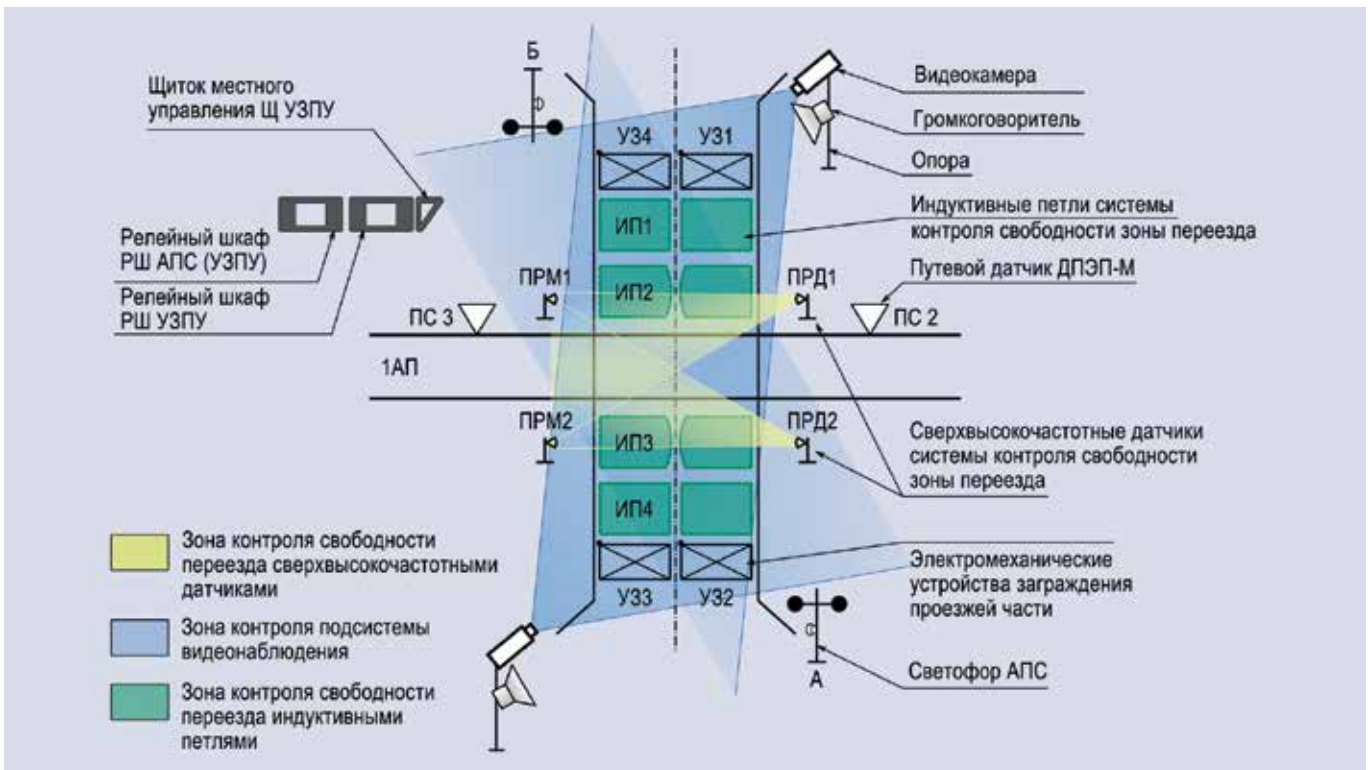 Б
Щиток местного
управления Щ УЗПУ
Видеокамера
Громкоговоритель
Опора
УЗ4
УЗ1
Индуктивные петли системы
контроля свободности зоны переезда
ИП1
Релейный шкаф
РШ АПС (УЗПУ)
Релейный шкаф
РШ УЗПУ
Путевой датчик ДПЭП-М
ПРМ1
ИП2
ПРД1
ПС 3
ПС 2
1АП
ПРМ2
ИП3
ПРД2
Сверхвысокочастотные датчики
системы контроля свободности
зоны переезда
ИП4
Зона контроля свободности
переезда сверхвысокочастотными
датчиками
Электромеханические
устройства заграждения
проезжей части
УЗ3
УЗ2
Зона контроля подсистемы
видеонаблюдения
А
Светофор АПС
Зона контроля свободности
переезда индуктивными
петлями